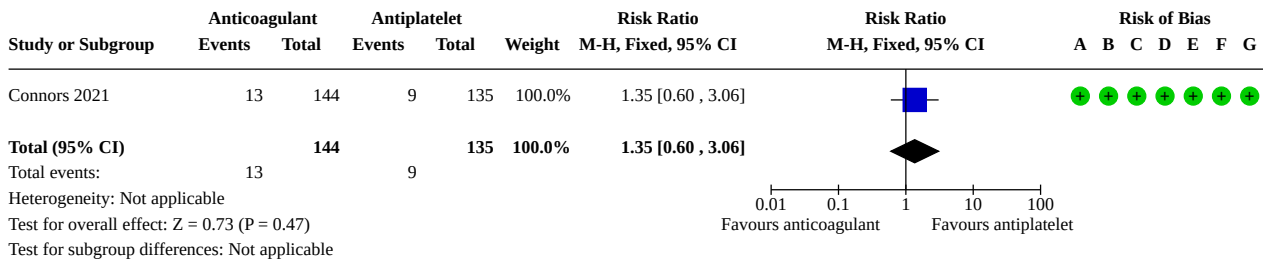 Anticoagulant Antiplatelet Risk Ratio Risk Ratio Risk of Bias
Study or Subgroup Events Total Events Total Weight M-H, Fixed, 95% CI M-H, Fixed, 95% CI A B C D E F G
Connors 2021 13 144 9 135 100.0% 1.35 [0.60 , 3.06] + + + + + + +
Total (95% CI) 144 135 100.0% 1.35 [0.60 , 3.06]
Total events: 13 9
Heterogeneity: Not applicable
0.01 0.1 1 10 100
Test for overall effect: Z = 0.73 (P = 0.47) Favours anticoagulant Favours antiplatelet
Test for subgroup differences: Not applicable